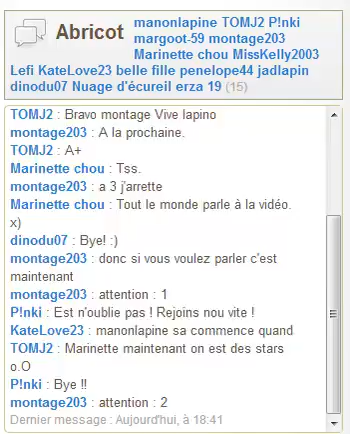 Abricot
manonlapine TOMJ2 P!nki
margoot-59 montage203
Marinette chou MissKelly2003
Lefi KateLove23 belle fille penelope44 jadlapin
dinodu07 Nuage d'écureil erza 19 (15)
TOMJ2 : Bravo montage Vive lapino
montage203 : A la prochaine.
TOMJ2 : A+
Marinette chou : Tss.
montage203 : a 3 j'arrette
Marinette chou : Tout le monde parle à la vidéo.
x)
dinodu07 : Bye! :)
montage203 : donc si vous voulez parler c'est
maintenant
montage203 : attention : 1
P!nki : Est n'oublie pas ! Rejoins nou vite !
KateLove23 : manonlapine sa commence quand
TOMJ2 : Marinette maintenant on est des stars
o.O
P!nki : Bye !!
montage203 : attention : 2
Dernier message : Aujourd'hui, à 18:41